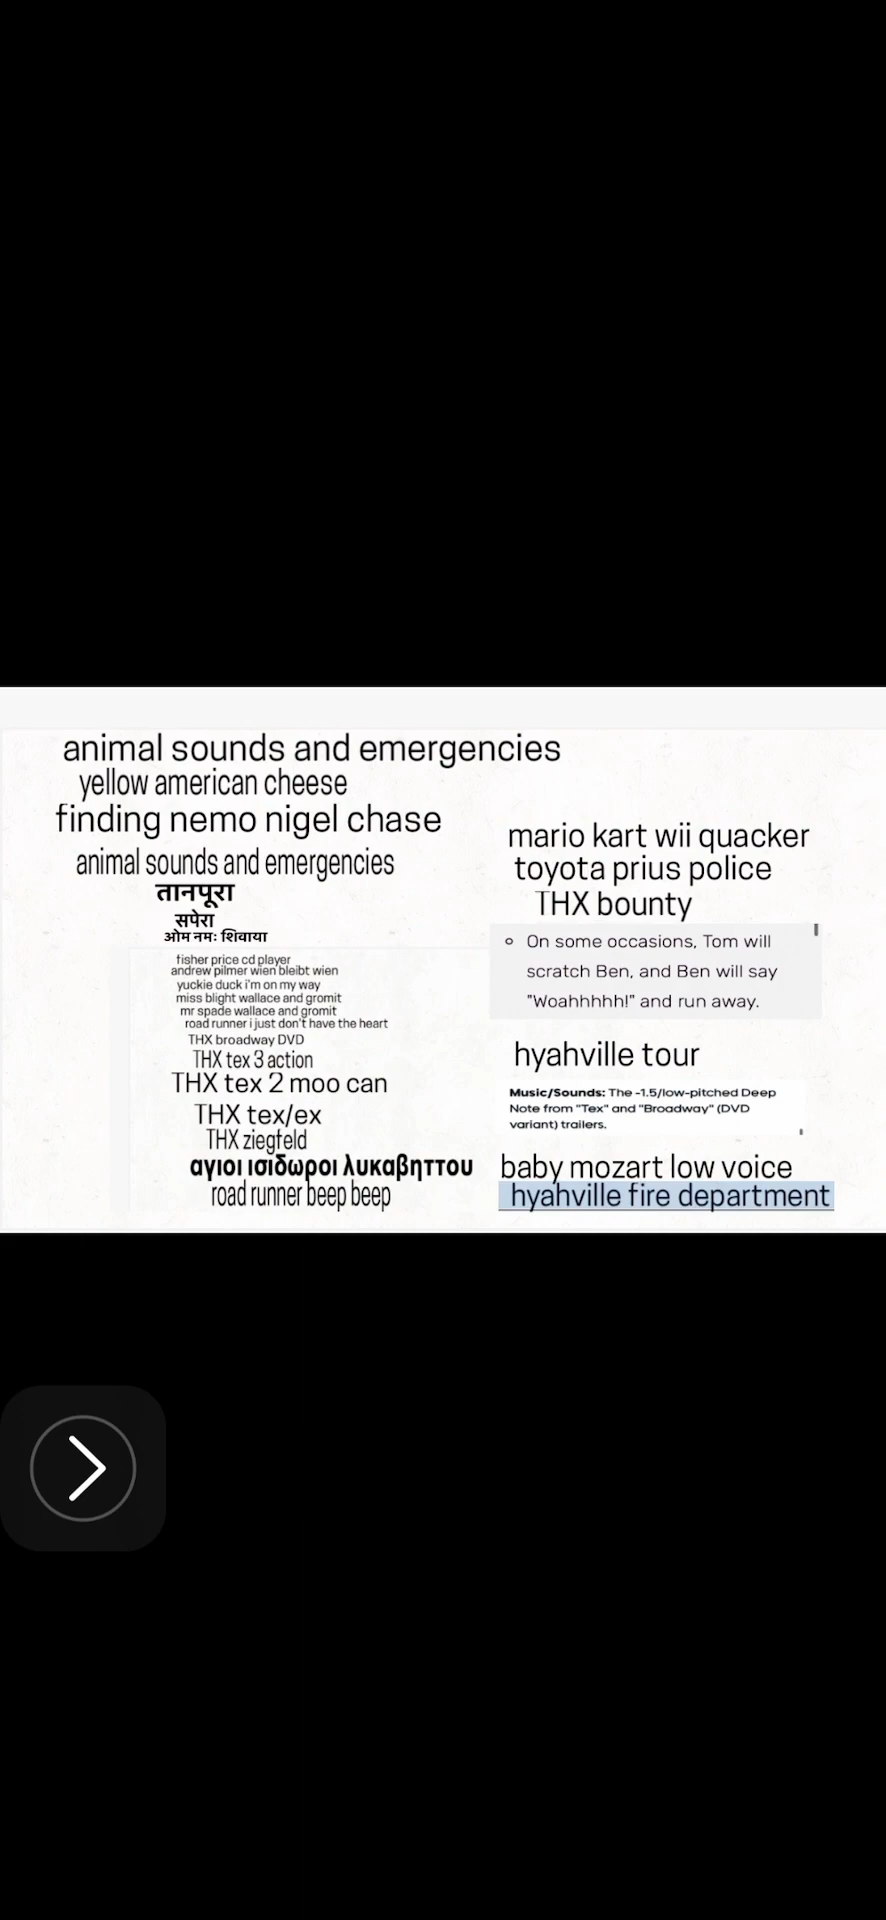 animal sounds and emergencies
yellow american cheese
finding nemo nigel chase
animal sounds and emergencies
तानपूरा
सपेरा
ओम नमः शिवाया
fisher price cd player
andrew pilmer wien bleibt wien
yuckie duck i'm on my way
miss blight wallace and gromit
mr spade wallace and gromit
road runner i just don't have the heart
THX broadway DVD
THX tex 3 action
THX tex 2 moo can
THX tex/ex
THX ziegfeld
αγιοι ισιδωροι λυκαβηττου
road runner beep beep
mario kart wii quacker
toyota prius police
THX bounty
On some occasions, Tom will
scratch Ben, and Ben will say
"Woahhhhh!" and run away.
hyahville tour
Music/Sounds: The -1.5/low-pitched Deep
Note from "Tex" and "Broadway" (DVD
variant) trailers.
baby mozart low voice
hyahville fire department